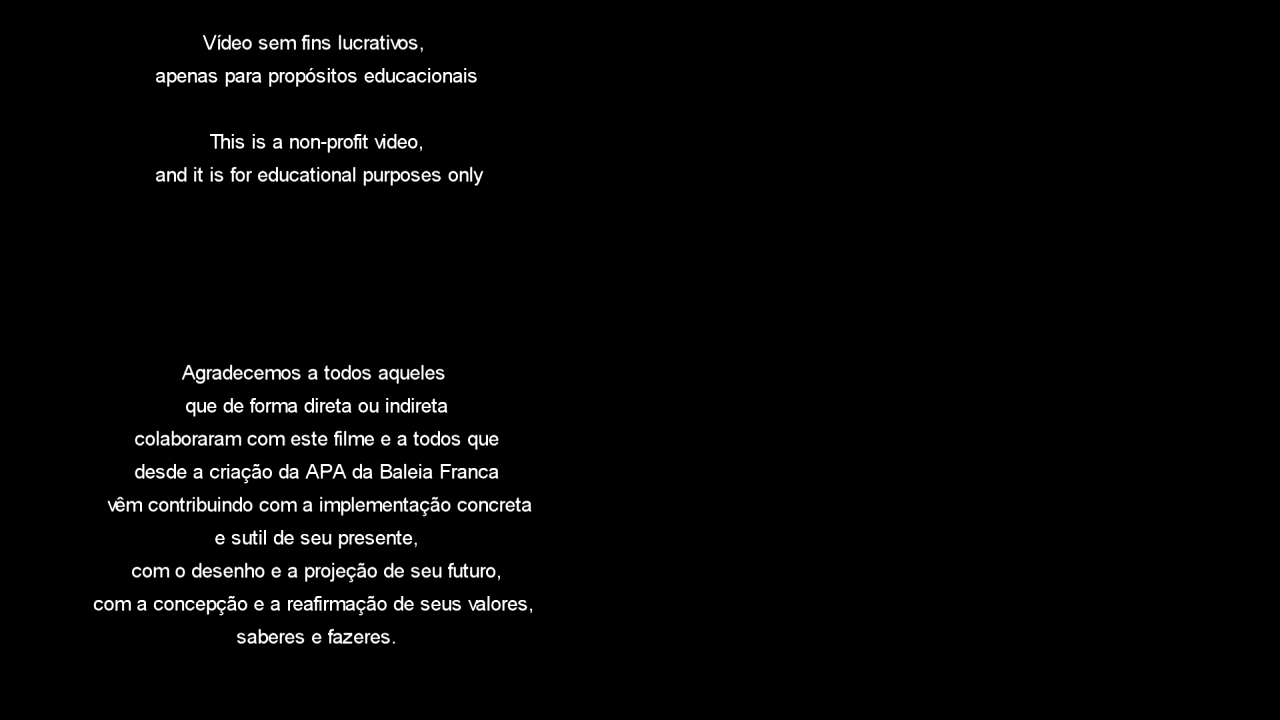 Vídeo sem fins lucrativos,
apenas para propósitos educacionais
This is a non-profit video,
and it is for educational purposes only
Agradecemos a todos aqueles
que de forma direta ou indireta
colaboraram com este filme e a todos que
desde a criação da APA da Baleia Franca
vêm contribuindo com a implementação concreta
e sutil de seu presente,
com o desenho e a projeção de seu futuro,
com a concepção e a reafirmação de seus valores,
saberes e fazeres.